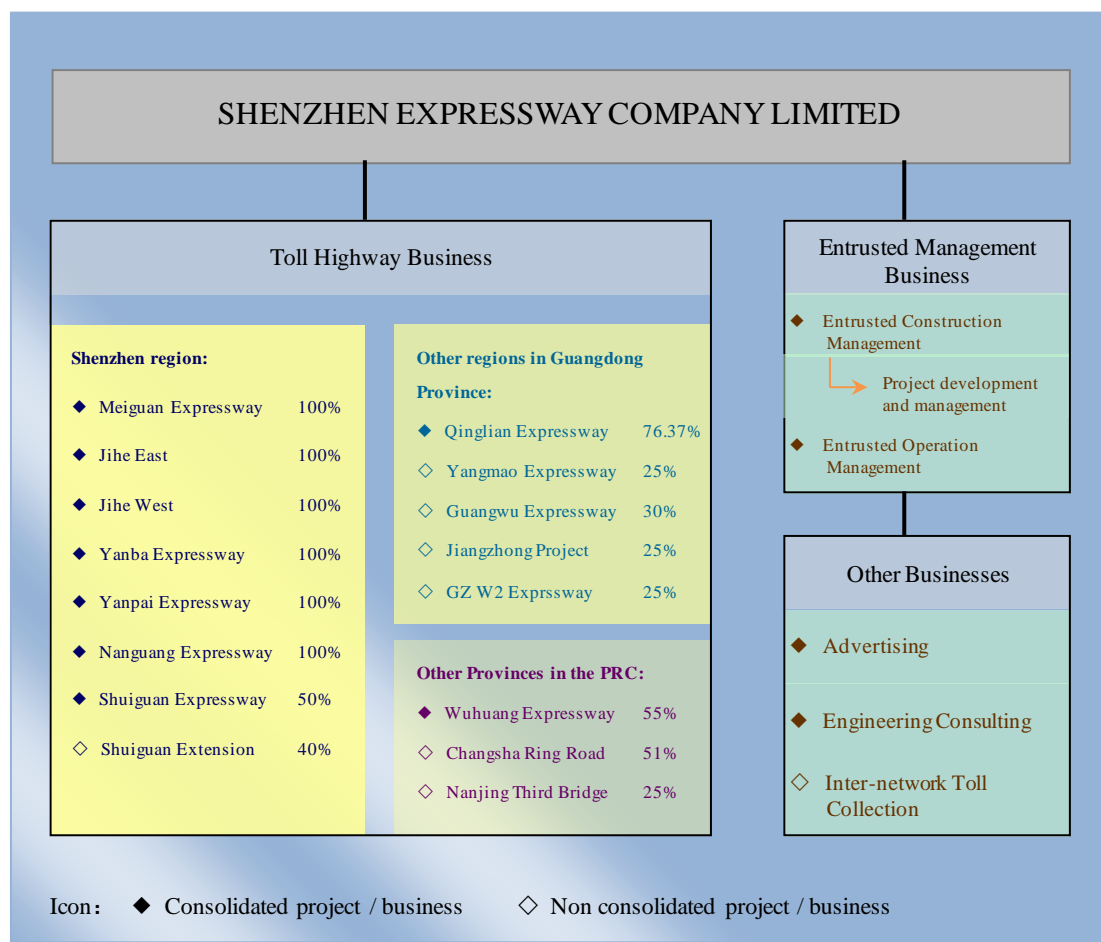 SHENZHEN EXPRESSWAY COMPANY LIMITED
Toll Highway Business
Shenzhen region:
◆ Meiguan Expressway 100%
◆ Jihe East 100%
◆ Jihe West 100%
◆ Yanba Expressway 100%
◆ Yanpai Expressway 100%
◆ Nanguang Expressway 100%
◆ Shuiguan Expressway 50%
◇ Shuiguan Extension 40%
Other regions in Guangdong
Province:
◆ Qinglian Expressway 76.37%
◇ Yangmao Expressway 25%
◇ Guangwu Expressway 30%
◇ Jiangzhong Project 25%
◇ GZ W2 Exprssway 25%
Other Provinces in the PRC:
◆ Wuhuang Expressway 55%
◇ Changsha Ring Road 51%
◇ Nanjing Third Bridge 25%
Entrusted Management
Business
◆ Entrusted Construction
Management
Project development
and management
◆ Entrusted Operation
Management
Other Businesses
◆ Advertising
◆ Engineering Consulting
◇ Inter-network Toll
Collection
Icon： ◆ Consolidated project / business ◇ Non consolidated project / business